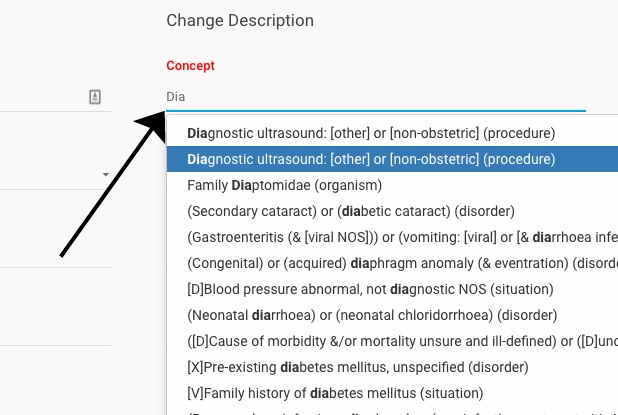 Change Description
Concept
Dia
Diagnostic ultrasound: [other] or [non-obstetric] (procedure)
Diagnostic ultrasound: [other] or [non-obstetric] (procedure)
Family Diaptomidae (organism)
(Secondary cataract) or (diabetic cataract) (disorder)
(Gastroenteritis (& [viral NOS])) or (vomiting: [viral] or [& diarrhoea infe
(Congenital) or (acquired) diaphragm anomaly (& eventration) (disord
[D]Blood pressure abnormal, not diagnostic NOS (situation)
(Neonatal diarrhoea) or (neonatal chloridorrhoea) (disorder)
([D]Cause of morbidity &/or mortality unsure and ill-defined) or ([D]un
[X]Pre-existing diabetes mellitus, unspecified (disorder)
[V]Family history of diabetes mellitus (situation)